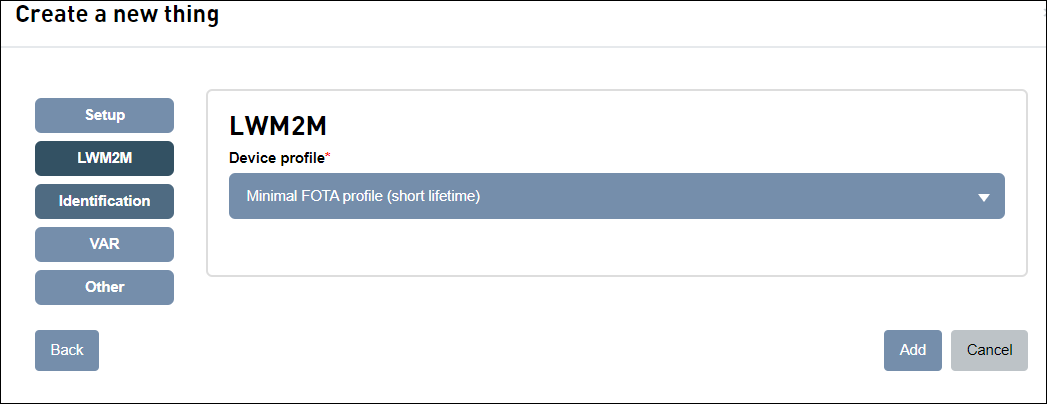 Create a new thing
Setup
LWM2M
Identification
VAR
Other
LWM2M
Device profile*
Minimal FOTA profile (short lifetime)
Back
Add
Cancel